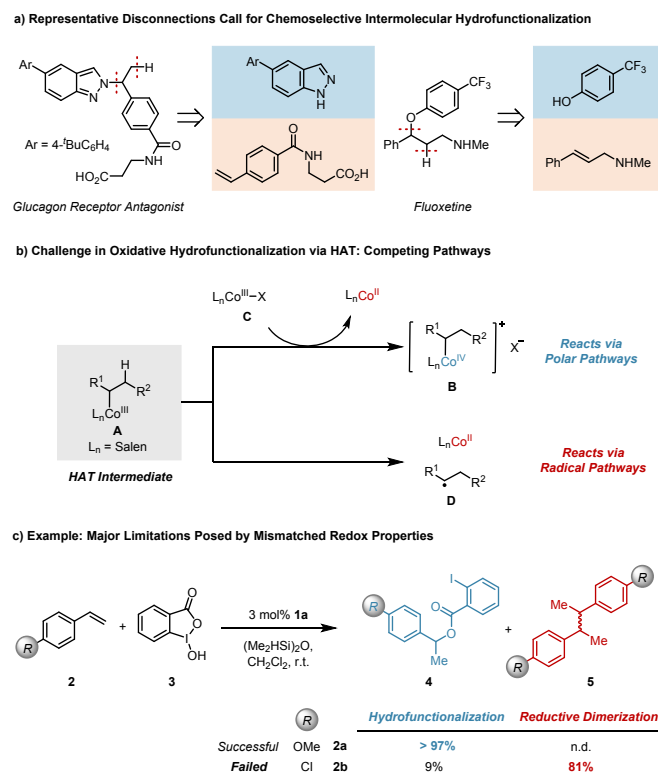 a) Representative Disconnections Call for Chemoselective Intermolecular Hydrofunctionalization
Ar
N
N
H
Ar = 4-ᵗBuC6H4
O
NH
HO2C
Glucagon Receptor Antagonist
Ar
N
N
H
O
N
H
CO2H
CF3
O
Ph
NHMe
H
Fluoxetine
CF3
HO
Ph
NHMe
b) Challenge in Oxidative Hydrofunctionalization via HAT: Competing Pathways
H
R1
R2
LnCoIII
A
Ln = Salen
HAT Intermediate
LnCoIII–X
C
LnCoII
R1
R2
LnCoIV
+
X–
B
Reacts via
Polar Pathways
LnCoII
R1
R2
D
Reacts via
Radical Pathways
c) Example: Major Limitations Posed by Mismatched Redox Properties
R
2
+
O
O
I
OH
3
3 mol% 1a
(Me2HSi)2O,
CH2Cl2, r.t.
R
I
O
O
Me
4
+
R
Me
Me
R
5
R
Hydrofunctionalization
Reductive Dimerization
Successful OMe 2a > 97% n.d.
Failed Cl 2b 9% 81%